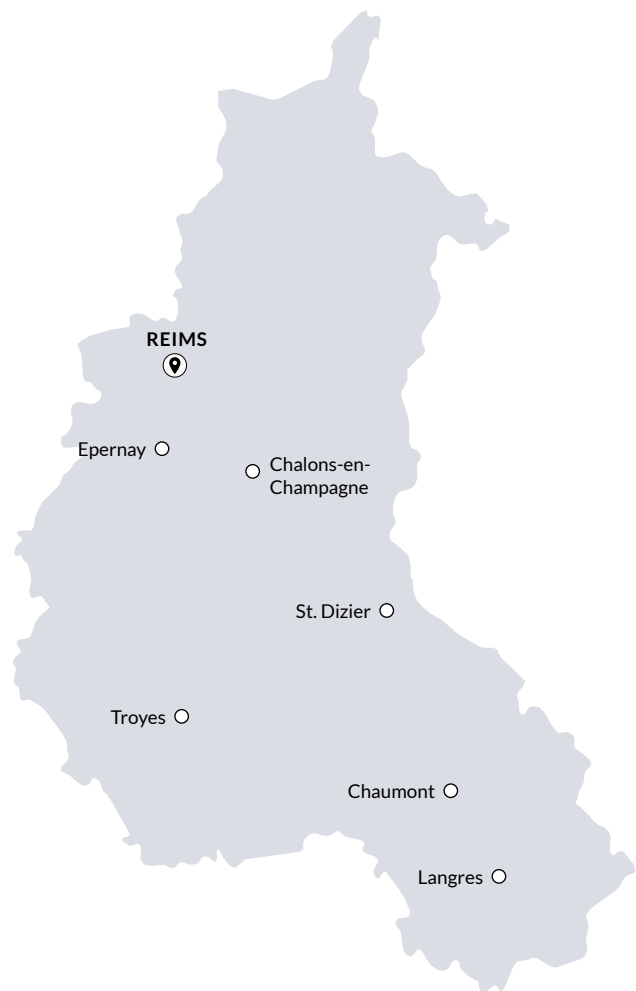 REIMS
Epernay
Chalons-en-
Champagne
St. Dizier
Troyes
Chaumont
Langres